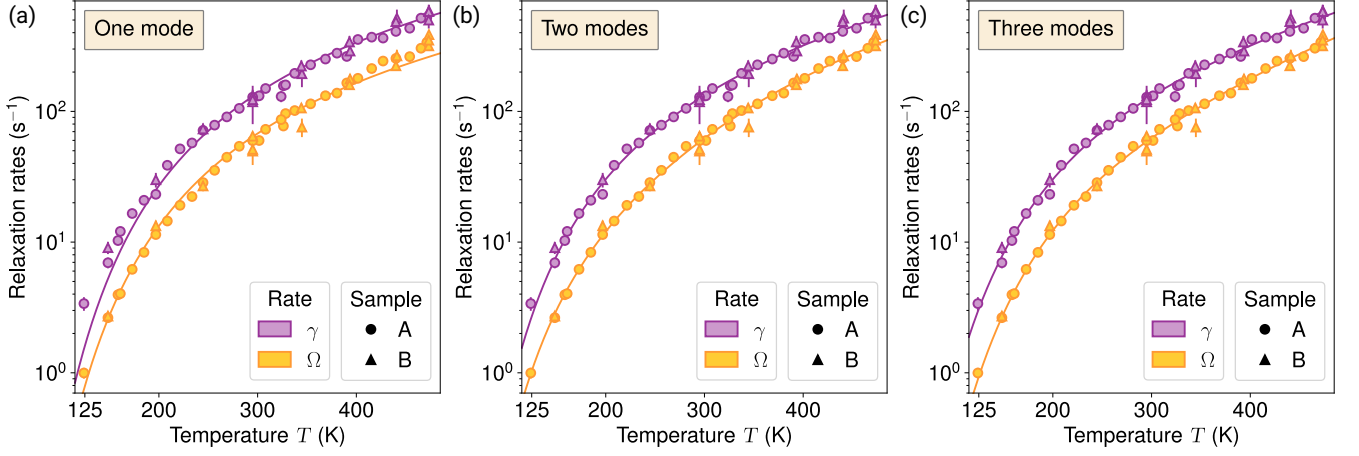 (a)
One mode
Relaxation rates (s⁻¹)
10²
10¹
10⁰
125
200
300
400
Temperature T (K)
Rate
γ
Ω
Sample
A
B
(b)
Two modes
Relaxation rates (s⁻¹)
10²
10¹
10⁰
125
200
300
400
Temperature T (K)
Rate
γ
Ω
Sample
A
B
(c)
Three modes
Relaxation rates (s⁻¹)
10²
10¹
10⁰
125
200
300
400
Temperature T (K)
Rate
γ
Ω
Sample
A
B